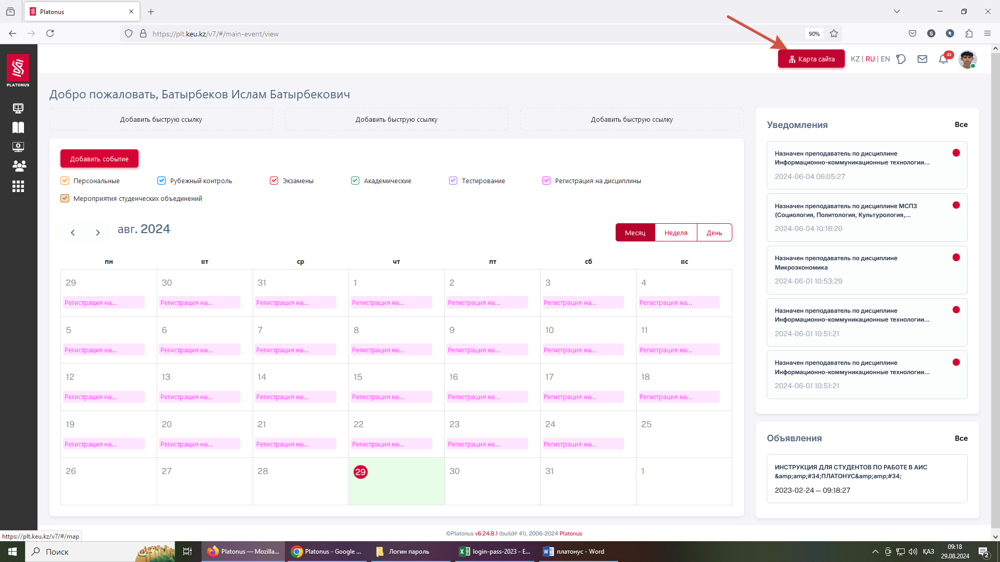 Platonus
https://plt.keu.kz/v7/#/main-event/view
90%
S
PLATONUS
Карта сайта
KZ | RU | EN
41
Добро пожаловать, Батырбеков Ислам Батырбекович
Добавить быструю ссылку
Добавить быструю ссылку
Добавить быструю ссылку
Добавить событие
Персональные
Рубежный контроль
Экзамены
Академические
Тестирование
Регистрация на дисциплины
Мероприятия студенческих объединений
авг. 2024
Месяц
Неделя
День
пн вт ср чт пт сб вс
29 30 31 1 2 3 4
Регистрация на... Регистрация на... Регистрация на... Регистрация на... Регистрация на... Регистрация на... Регистрация на...
5 6 7 8 9 10 11
Регистрация на... Регистрация на... Регистрация на... Регистрация на... Регистрация на... Регистрация на... Регистрация на...
12 13 14 15 16 17 18
Регистрация на... Регистрация на... Регистрация на... Регистрация на... Регистрация на... Регистрация на... Регистрация на...
19 20 21 22 23 24 25
Регистрация на... Регистрация на... Регистрация на... Регистрация на... Регистрация на... Регистрация на...
26 27 28 29 30 31 1
Уведомления
Все
Назначен преподаватель по дисциплине
Информационно-коммуникационные технологии...
2024-06-04 06:05:27
Назначен преподаватель по дисциплине МСПЗ
(Социология, Политология, Культурология,...
2024-06-04 10:18:20
Назначен преподаватель по дисциплине
Микроэкономика
2024-06-01 10:53:29
Назначен преподаватель по дисциплине
Информационно-коммуникационные технологии...
2024-06-01 10:51:21
Назначен преподаватель по дисциплине
Информационно-коммуникационные технологии...
2024-06-01 10:51:21
Объявления
Все
ИНСТРУКЦИЯ ДЛЯ СТУДЕНТОВ ПО РАБОТЕ В АИС
&amp;amp;#34;ПЛАТОНУС&amp;amp;#34;
2023-02-24 — 09:18:27
©Platonus v6.24.8.1 (build# 41), 2006-2024 Platonus
https://plt.keu.kz/v7/#/map
Поиск
Platonus — Mozilla...
Platonus - Google ...
Логин пароль
login-pass-2023 - E...
платонус - Word
ҚАЗ
09:18
29.08.2024
2